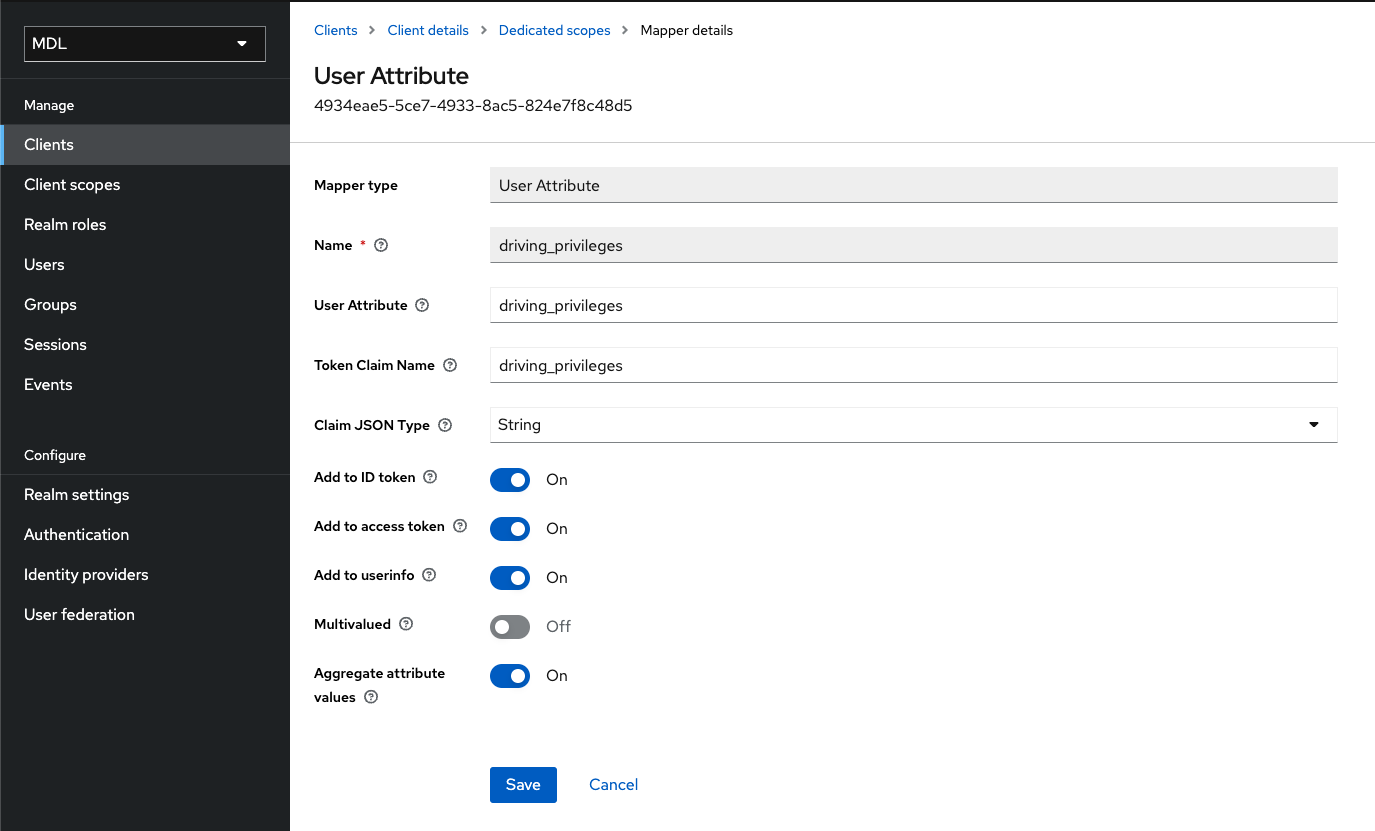 MDL
Manage
Clients
Client scopes
Realm roles
Users
Groups
Sessions
Events
Configure
Realm settings
Authentication
Identity providers
User federation
Clients > Client details > Dedicated scopes > Mapper details
User Attribute
4934eae5-5ce7-4933-8ac5-824e7f8c48d5
Mapper type User Attribute
Name * driving_privileges
User Attribute driving_privileges
Token Claim Name driving_privileges
Claim JSON Type String
Add to ID token On
Add to access token On
Add to userinfo On
Multivalued Off
Aggregate attribute On
values
Save Cancel